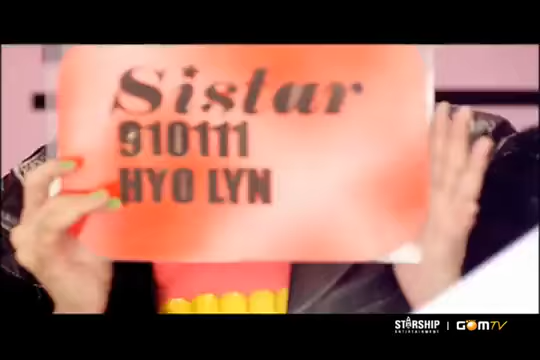 Sistar
910111
HYO LYN
STARSHIP
ENTERTAINMENT
GOMTV